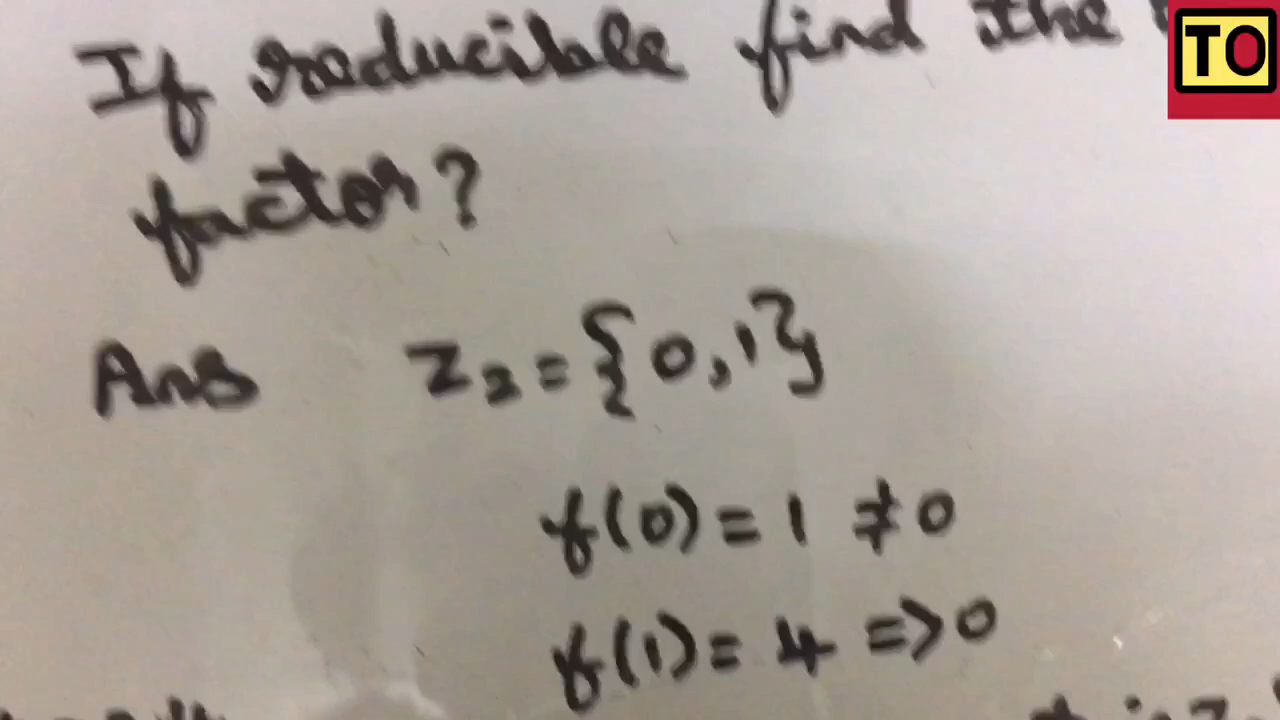 TO
If reducible find the
factor?
Ans Z₂ = {0,1}
f(0) = 1 ≠ 0
f(1) = 4 => 0